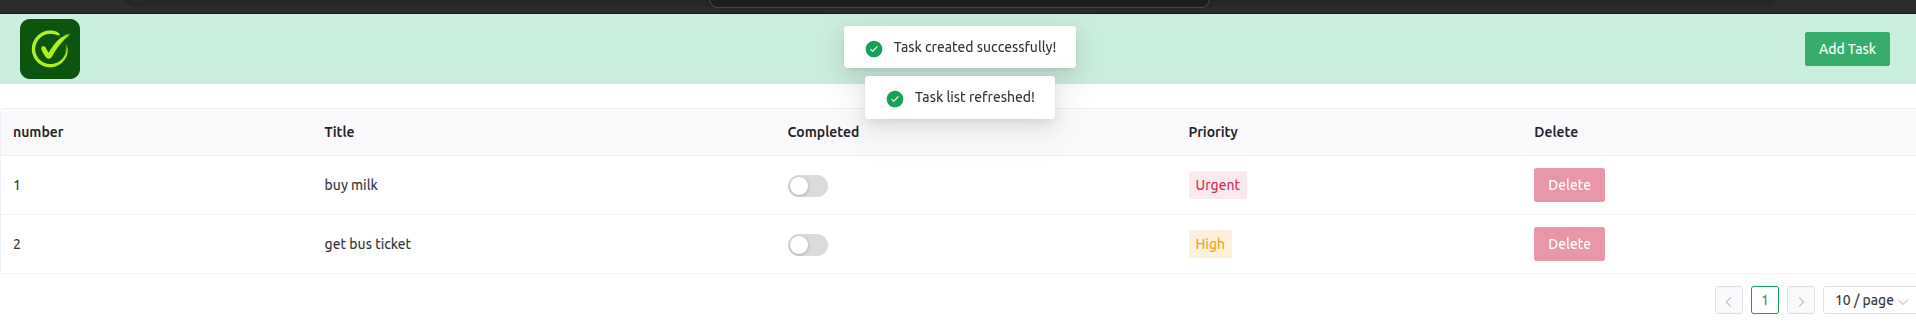 Task created successfully!
Add Task
Task list refreshed!
number Title Completed Priority Delete
1 buy milk Urgent Delete
2 get bus ticket High Delete
1 10 / page